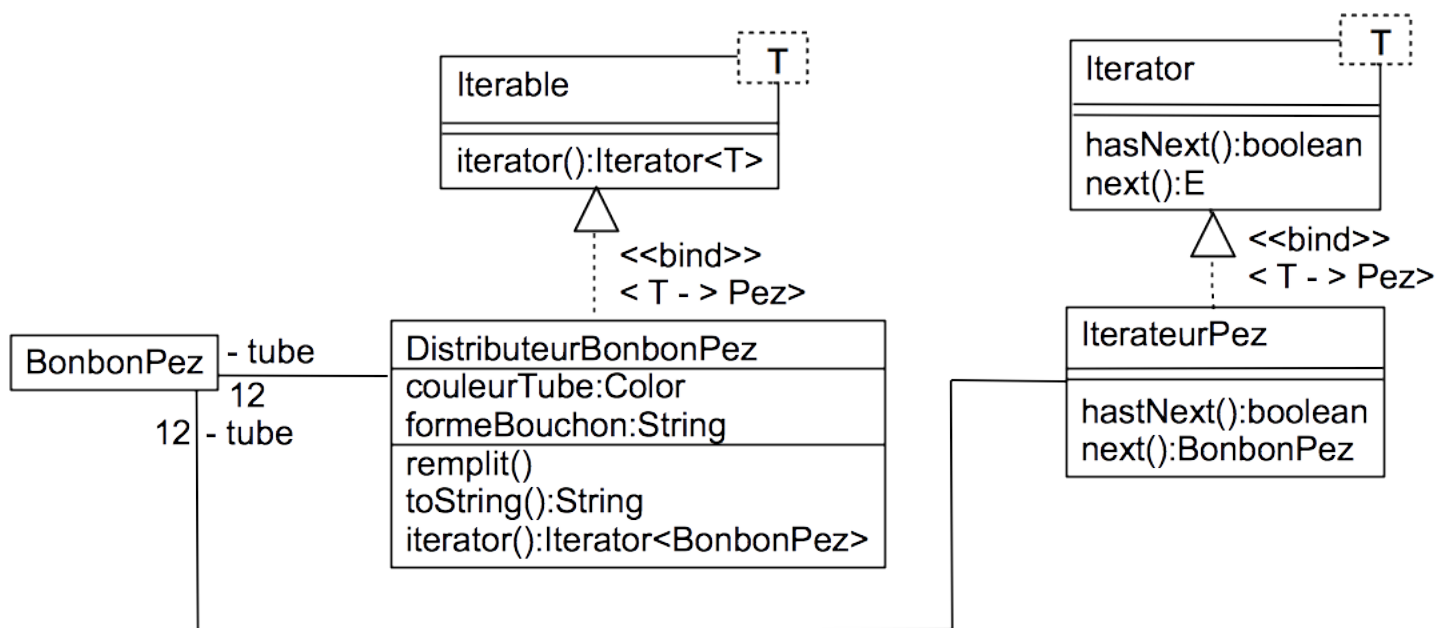 T
Iterable
iterator():Iterator<T>
<<bind>>
< T - > Pez>
T
Iterator
hasNext():boolean
next():E
<<bind>>
< T - > Pez>
BonbonPez
- tube
12
12 - tube
DistributeurBonbonPez
couleurTube:Color
formeBouchon:String
remplit()
toString():String
iterator():Iterator<BonbonPez>
IterateurPez
hastNext():boolean
next():BonbonPez